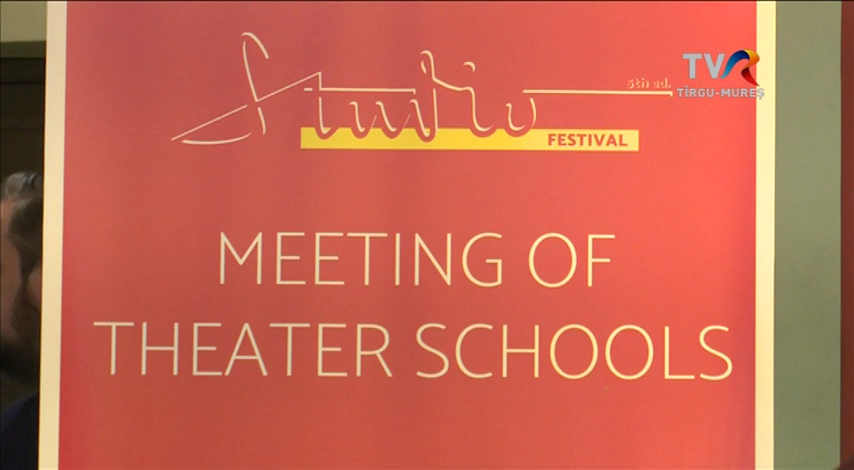 Studio
5th ed.
FESTIVAL
TVR
TÎRGU-MUREȘ
MEETING OF
THEATER SCHOOLS